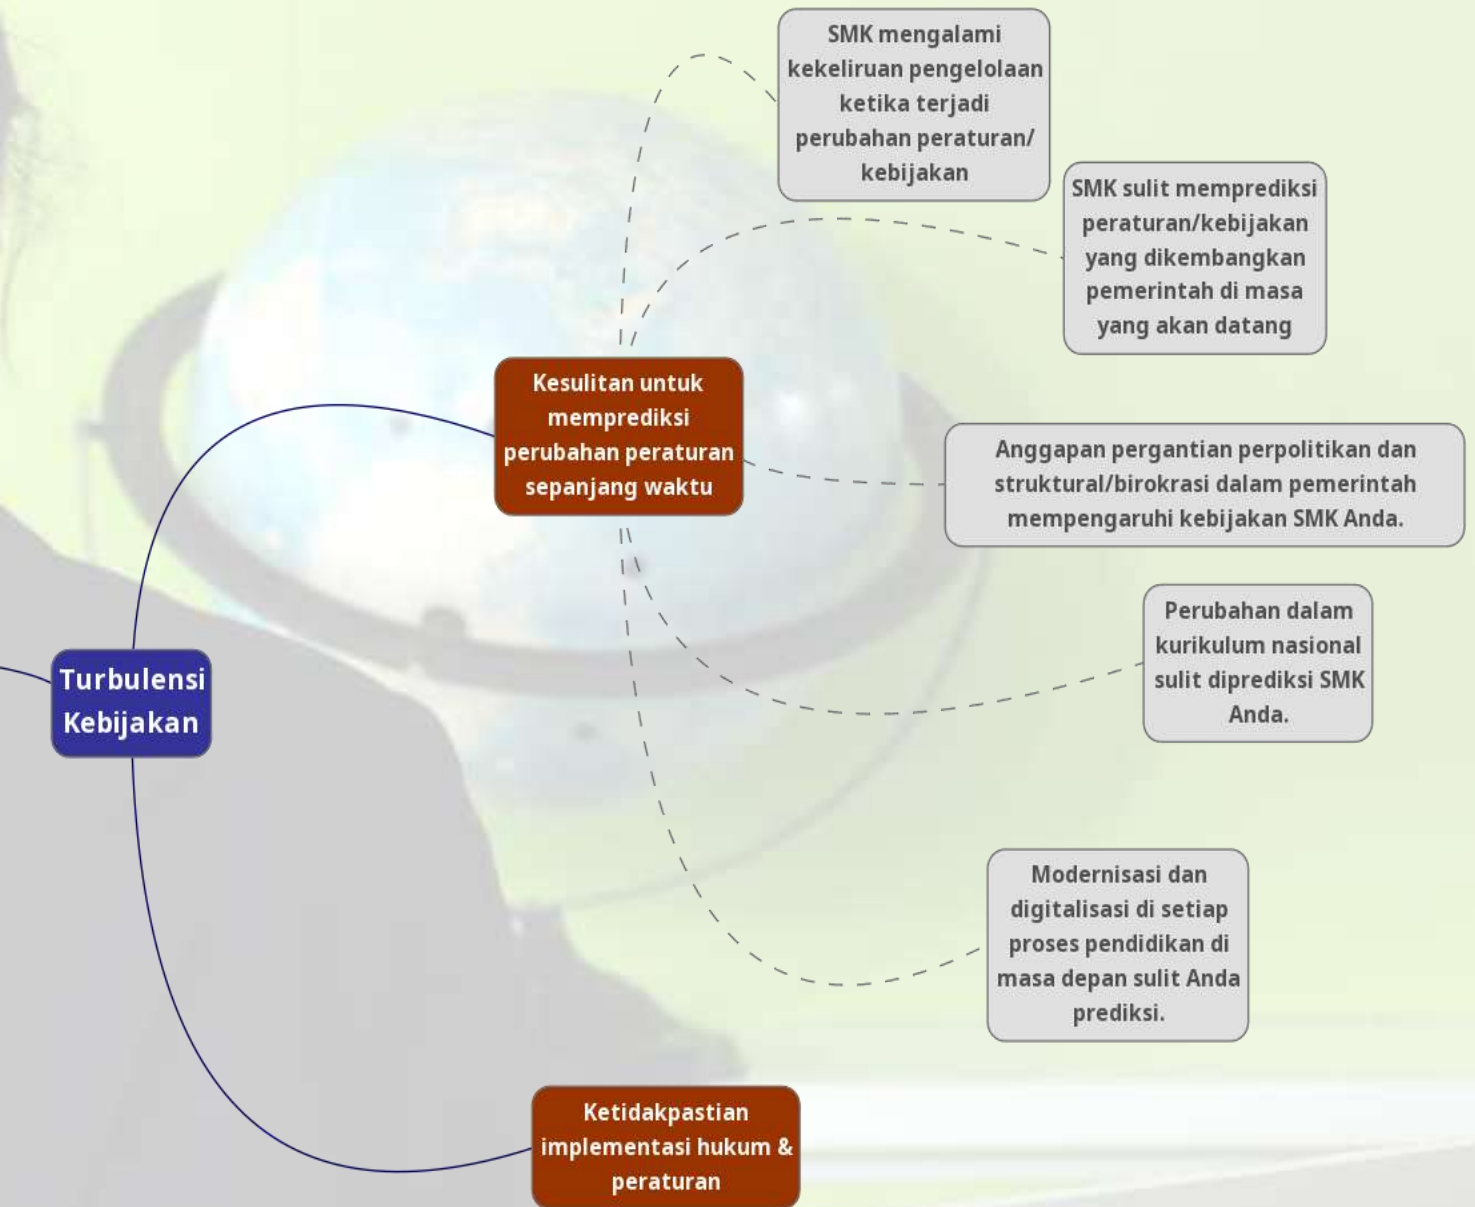 SMK mengalami
kekeliruan pengelolaan
ketika terjadi
perubahan peraturan/
kebijakan
SMK sulit memprediksi
peraturan/kebijakan
yang dikembangkan
pemerintah di masa
yang akan datang
Kesulitan untuk
memprediksi
perubahan peraturan
sepanjang waktu
Anggapan pergantian perpolitikan dan
struktural/birokrasi dalam pemerintah
mempengaruhi kebijakan SMK Anda.
Perubahan dalam
kurikulum nasional
sulit diprediksi SMK
Anda.
Turbulensi
Kebijakan
Modernisasi dan
digitalisasi di setiap
proses pendidikan di
masa depan sulit Anda
prediksi.
Ketidakpastian
implementasi hukum &
peraturan